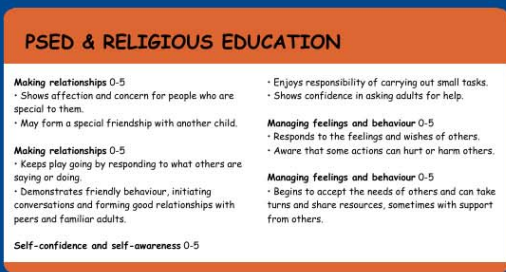 PSED & RELIGIOUS EDUCATION
Making relationships 0-5
• Shows affection and concern for people who are
special to them.
• May form a special friendship with another child.
Making relationships 0-5
• Keeps play going by responding to what others are
saying or doing.
• Demonstrates friendly behaviour, initiating
conversations and forming good relationships with
peers and familiar adults.
Self-confidence and self-awareness 0-5
• Enjoys responsibility of carrying out small tasks.
• Shows confidence in asking adults for help.
Managing feelings and behaviour 0-5
• Responds to the feelings and wishes of others.
• Aware that some actions can hurt or harm others.
Managing feelings and behaviour 0-5
• Begins to accept the needs of others and can take
turns and share resources, sometimes with support
from others.